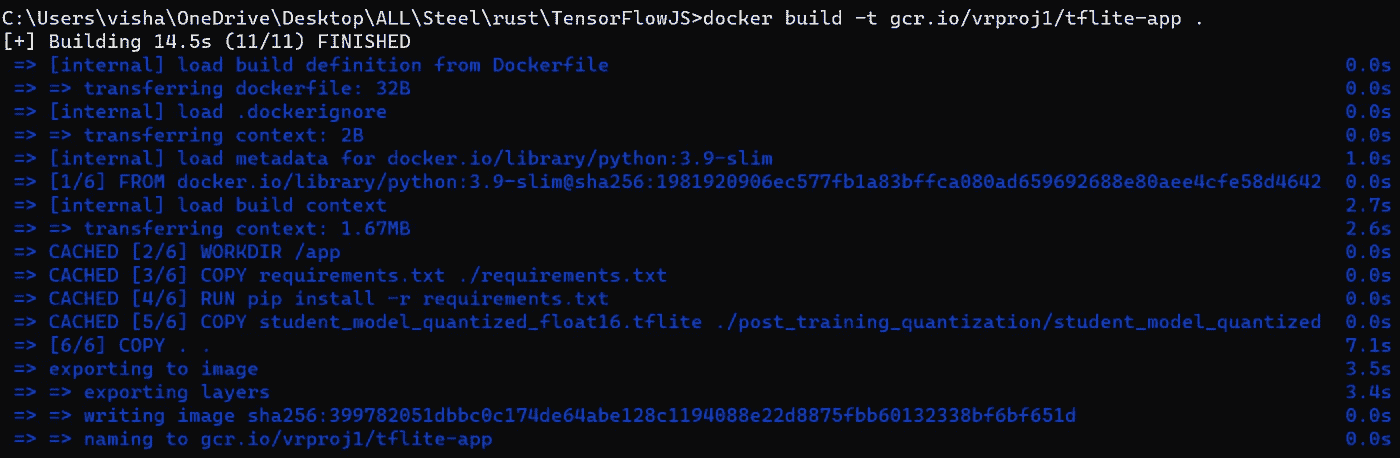 C:\Users\visha\OneDrive\Desktop\ALL\Steel\rust\TensorFlowJS>docker build -t gcr.io/vrproj1/tflite-app .
[+] Building 14.5s (11/11) FINISHED
=> [internal] load build definition from Dockerfile 0.0s
=> => transferring dockerfile: 32B 0.0s
=> [internal] load .dockerignore 0.0s
=> => transferring context: 2B 0.0s
=> [internal] load metadata for docker.io/library/python:3.9-slim 1.0s
=> [1/6] FROM docker.io/library/python:3.9-slim@sha256:1981920906ec577fb1a83bffca080ad659692688e80aee4cfe58d4642 0.0s
=> [internal] load build context 2.7s
=> => transferring context: 1.67MB 2.6s
=> CACHED [2/6] WORKDIR /app 0.0s
=> CACHED [3/6] COPY requirements.txt ./requirements.txt 0.0s
=> CACHED [4/6] RUN pip install -r requirements.txt 0.0s
=> CACHED [5/6] COPY student_model_quantized_float16.tflite ./post_training_quantization/student_model_quantized 0.0s
=> [6/6] COPY . . 7.1s
=> exporting to image 3.5s
=> => exporting layers 3.4s
=> => writing image sha256:399782051dbbc0c174de64abe128c1194088e22d8875fbb60132338bf6bf651d 0.0s
=> => naming to gcr.io/vrproj1/tflite-app 0.0s